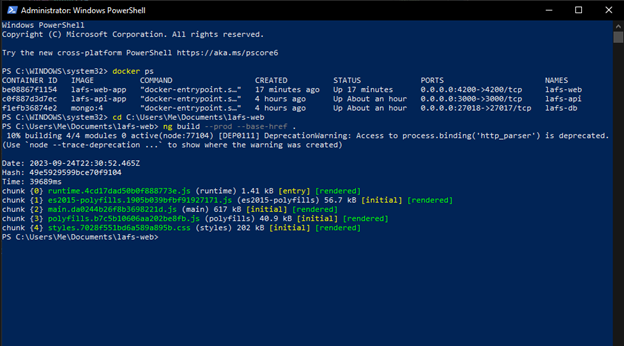 Administrator: Windows PowerShell
Windows PowerShell
Copyright (C) Microsoft Corporation. All rights reserved.
Try the new cross-platform PowerShell https://aka.ms/pscore6
PS C:\WINDOWS\system32> docker ps
CONTAINER ID   IMAGE          COMMAND                  CREATED          STATUS              PORTS                      NAMES
be08867f1154   lafs-web-app   "docker-entrypoint.s…"   17 minutes ago   Up 17 minutes       0.0.0.0:4200->4200/tcp     lafs-web
c0f887d3d7ec   lafs-api-app   "docker-entrypoint.s…"   4 hours ago      Up About an hour    0.0.0.0:3000->3000/tcp     lafs-api
f1efb36874e2   mongo:4        "docker-entrypoint.s…"   4 hours ago      Up About an hour    0.0.0.0:27018->27017/tcp   lafs-db
PS C:\WINDOWS\system32> cd C:\Users\Me\Documents\lafs-web
PS C:\Users\Me\Documents\lafs-web> ng build --prod --base-href .
10% building 4/4 modules 0 active(node:77104) [DEP0111] DeprecationWarning: Access to process.binding('http_parser') is deprecated.
(Use `node --trace-deprecation ...` to show where the warning was created)
Date: 2023-09-24T22:30:52.465Z
Hash: 49e5929599bce70f9104
Time: 39689ms
chunk {0} runtime.4cd17dad50b0f888773e.js (runtime) 1.41 kB [entry] [rendered]
chunk {1} es2015-polyfills.1905b039bfbf91927171.js (es2015-polyfills) 56.7 kB [initial] [rendered]
chunk {2} main.da0244b26f8b3698221d.js (main) 617 kB [initial] [rendered]
chunk {3} polyfills.b7c5b10606aa202be8fb.js (polyfills) 40.9 kB [initial] [rendered]
chunk {4} styles.7028f551bd6a589a895b.css (styles) 202 kB [initial] [rendered]
PS C:\Users\Me\Documents\lafs-web>